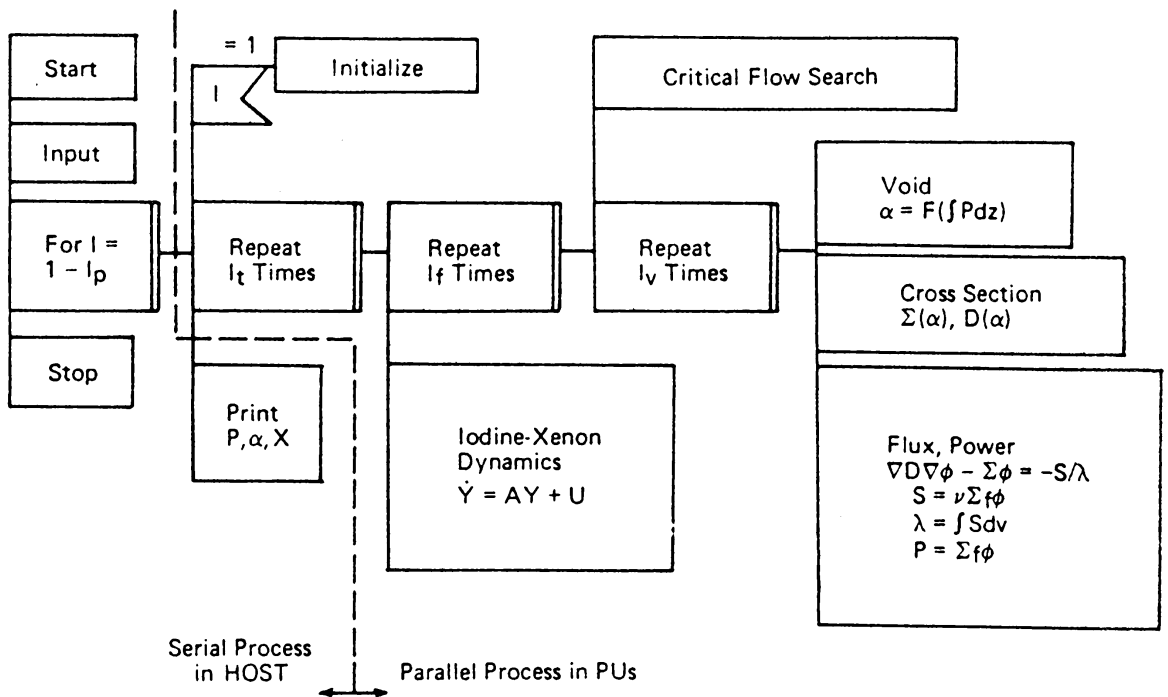 Start
Input
For I =
1 – Ip
Stop
= 1
I
Initialize
Repeat
It Times
Print
P, α, X
Repeat
If Times
Iodine-Xenon
Dynamics
Ẏ = AY + U
Critical Flow Search
Repeat
Iv Times
Void
α = F(∫Pdz)
Cross Section
Σ(α), D(α)
Flux, Power
∇D∇φ – Σφ = –S/λ
S = νΣfφ
λ = ∫Sdv
P = Σfφ
Serial Process
in HOST
Parallel Process in PUs